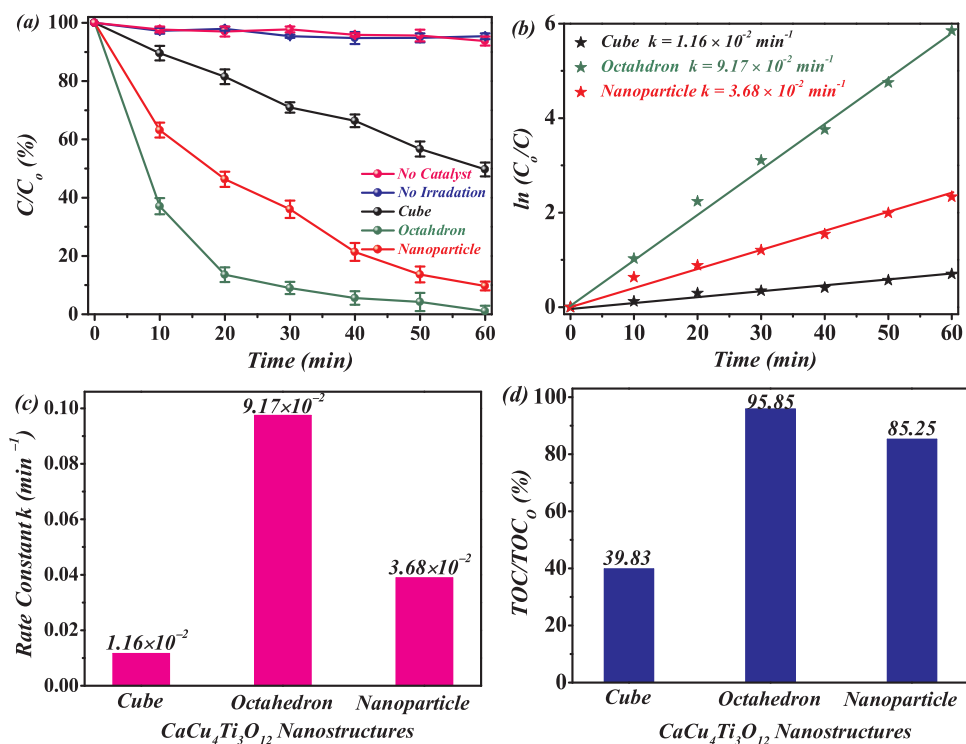 (a)
100
80
60
40
20
0
C/C₀ (%)
No Catalyst
No Irradation
Cube
Octahdron
Nanoparticle
0 10 20 30 40 50 60
Time (min)
(b)
6
4
2
0
ln (C₀/C)
Cube k = 1.16 × 10⁻² min⁻¹
Octahdron k = 9.17 × 10⁻² min⁻¹
Nanoparticle k = 3.68 × 10⁻² min⁻¹
0 10 20 30 40 50 60
Time (min)
(c)
0.10
0.08
0.06
0.04
0.02
0.00
Rate Constant k (min ⁻¹)
1.16×10⁻²
9.17×10⁻²
3.68×10⁻²
Cube Octahedron Nanoparticle
CaCu₄Ti₃O₁₂ Nanostructures
(d)
100
80
60
40
20
0
TOC/TOC₀ (%)
39.83
95.85
85.25
Cube Octahedron Nanoparticle
CaCu₄Ti₃O₁₂ Nanostructures